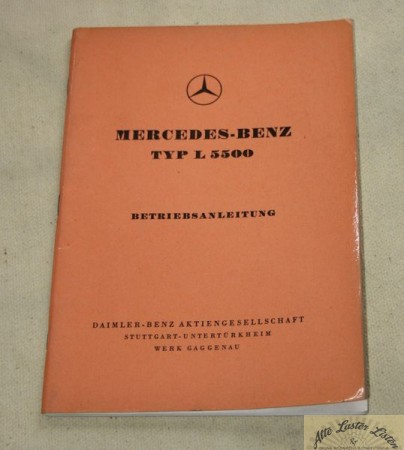 MERCEDES-BENZ
TYP L 5500
BETRIEBSANLEITUNG
DAIMLER-BENZ AKTIENGESELLSCHAFT
STUTTGART-UNTERTÜRKHEIM
WERK GAGGENAU
Alte Laster Listen